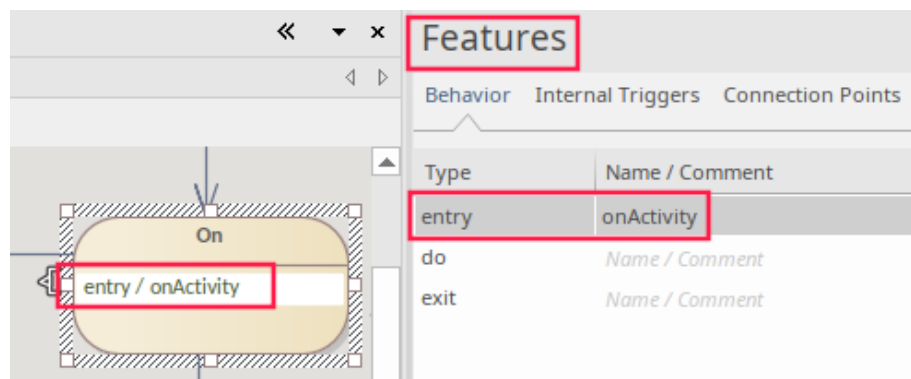 Features
Behavior Internal Triggers Connection Points
Type Name / Comment
entry onActivity
do Name / Comment
exit Name / Comment
On
entry / onActivity